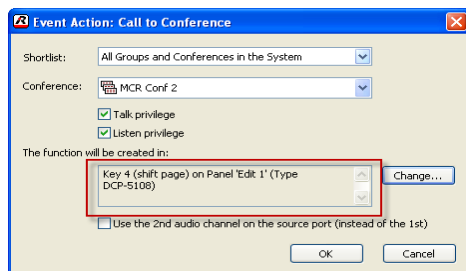 Event Action: Call to Conference
Shortlist: All Groups and Conferences in the System
Conference: MCR Conf 2
Talk privilege
Listen privilege
The function will be created in:
Key 4 (shift page) on Panel 'Edit 1' (Type
DCP-5108)
Change...
Use the 2nd audio channel on the source port (instead of the 1st)
OK Cancel